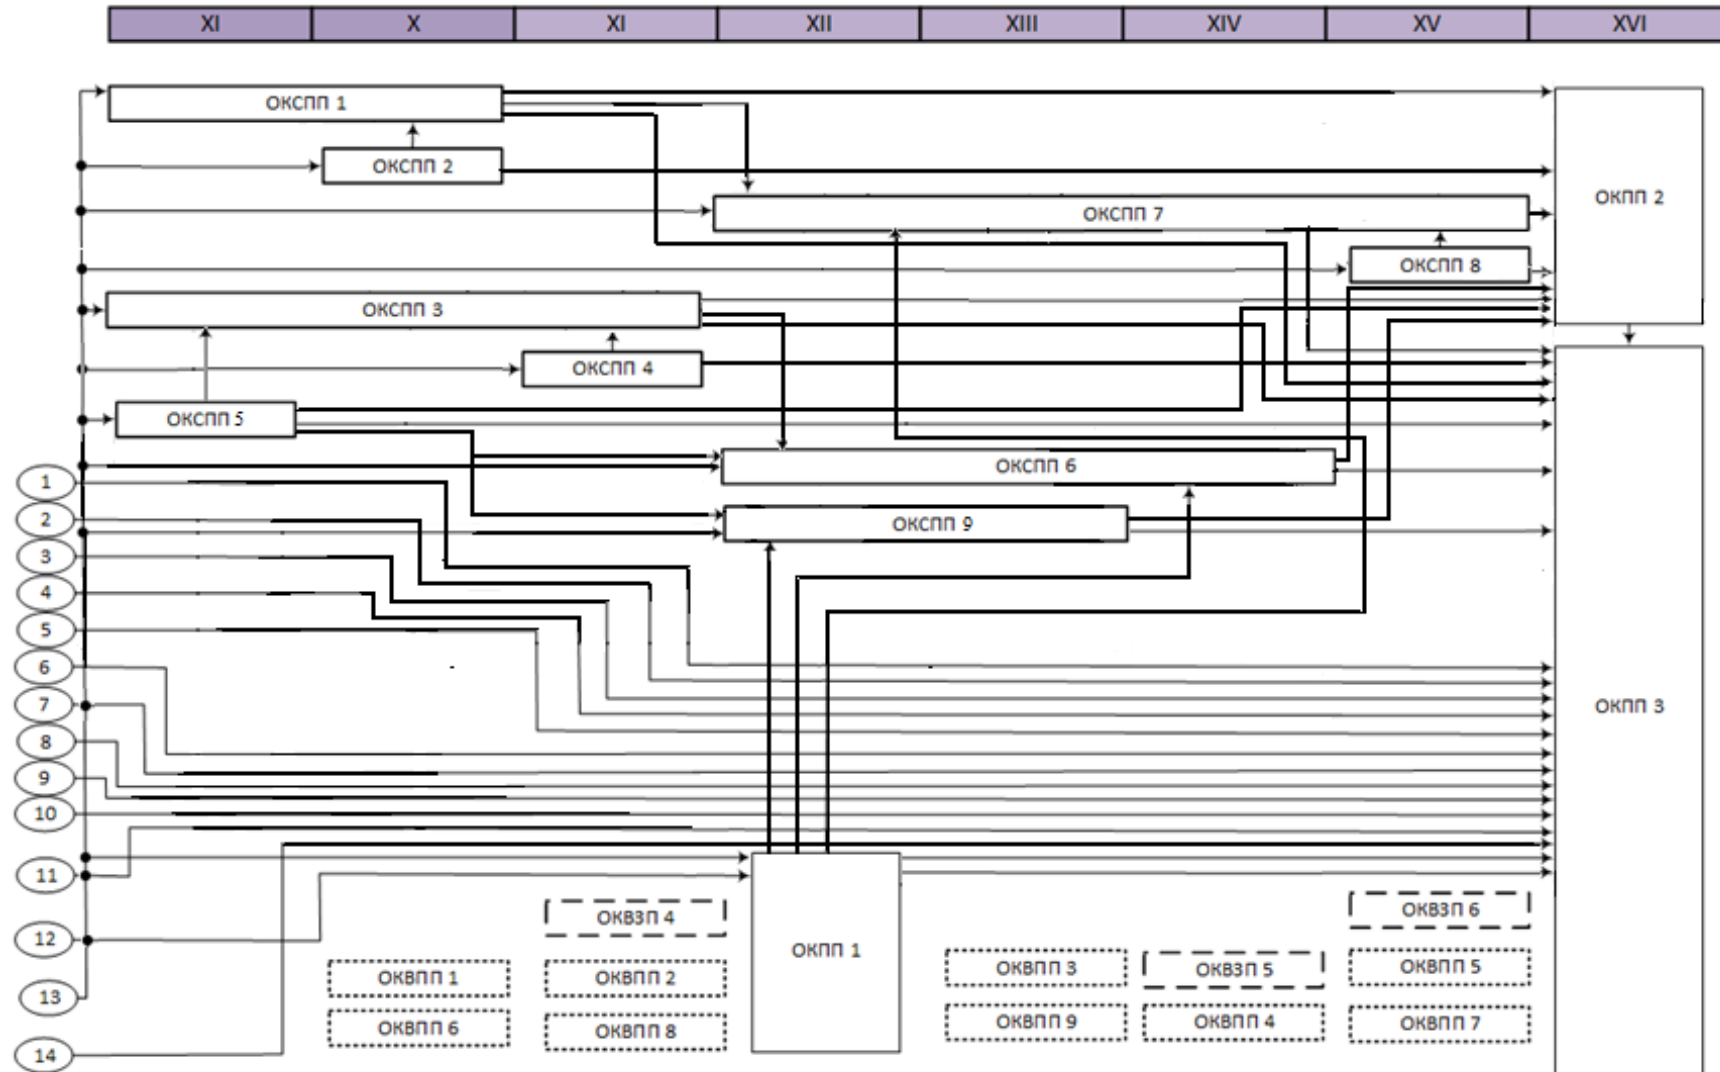 XI X XI XII XIII XIV XV XVI
ОКСПП 1
ОКСПП 2
ОКПП 2
ОКСПП 7
ОКСПП 8
ОКСПП 3
ОКСПП 4
ОКСПП 5
ОКСПП 6
1
2
ОКСПП 9
3
4
5
6
7
ОКПП 3
8
9
10
11
ОКВЗП 4
ОКВЗП 6
12
ОКПП 1
ОКВПП 1
ОКВПП 2
ОКВПП 3
ОКВЗП 5
ОКВПП 5
13
ОКВПП 6
ОКВПП 8
ОКВПП 9
ОКВПП 4
ОКВПП 7
14